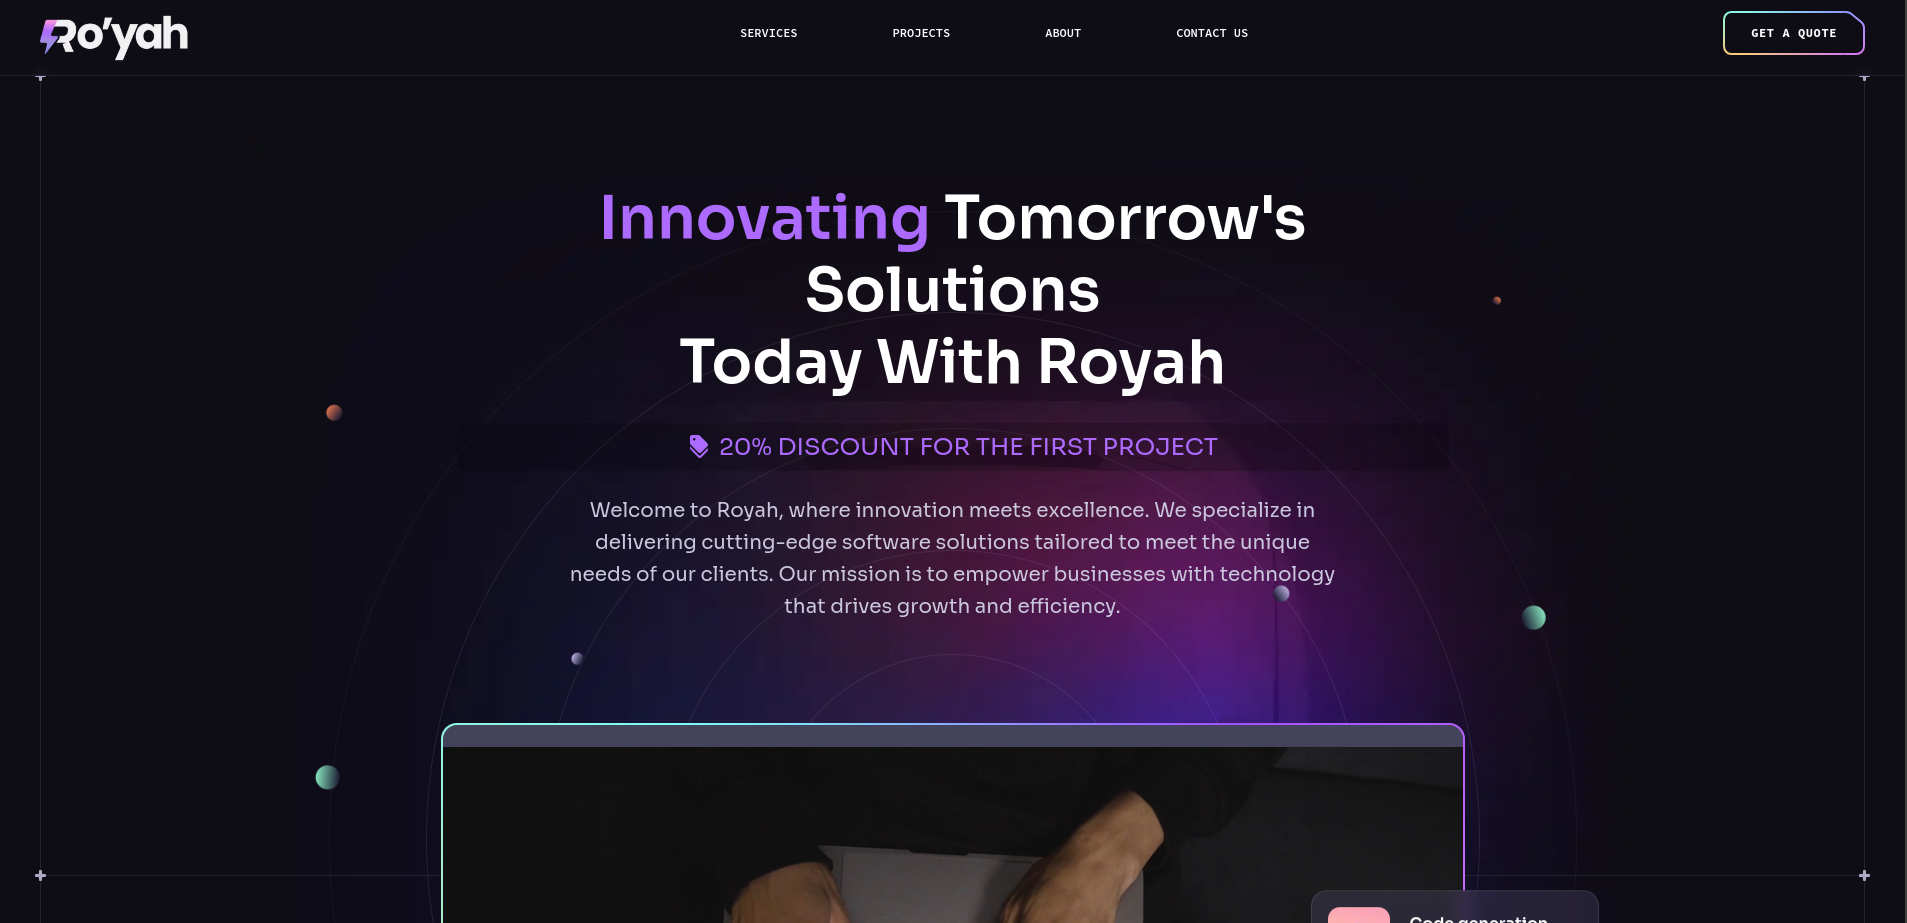 Ro'yah
SERVICES
PROJECTS
ABOUT
CONTACT US
GET A QUOTE
Innovating Tomorrow's
Solutions
Today With Royah
20% DISCOUNT FOR THE FIRST PROJECT
Welcome to Royah, where innovation meets excellence. We specialize in
delivering cutting-edge software solutions tailored to meet the unique
needs of our clients. Our mission is to empower businesses with technology
that drives growth and efficiency.
Code generation